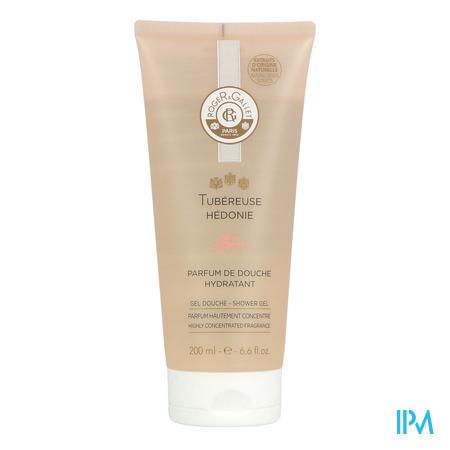 EXTRAITS
D'ORIGINE
NATURELLE
ROGER & GALLET
PARIS
TUBÉREUSE
HÉDONIE
PARFUM DE DOUCHE
HYDRATANT
GEL DOUCHE - SHOWER GEL
PARFUM HAUTEMENT CONCENTRÉ
HIGHLY CONCENTRATED FRAGRANCE
200 ml - e - 6.6 fl.oz.
IPM